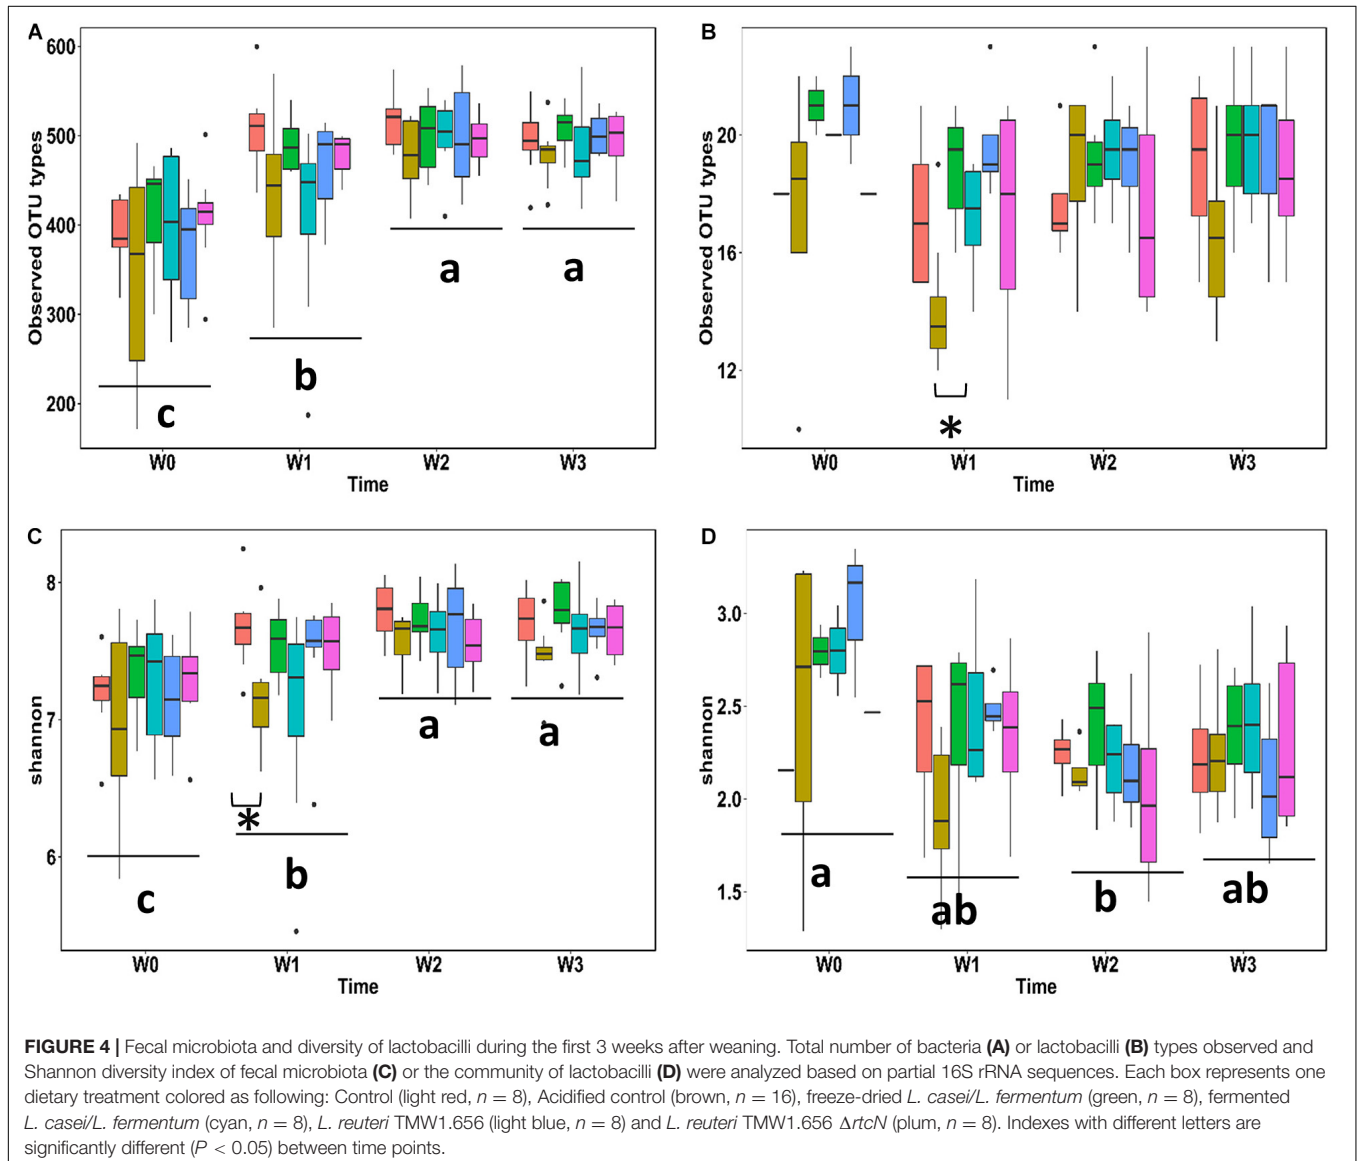 A
600
500
400
300
200
Observed OTU types
c
b
a
a
W0 W1 W2 W3
Time
B
20
16
12
Observed OTU types
*
W0 W1 W2 W3
Time
C
8
7
6
shannon
c
*
b
a
a
W0 W1 W2 W3
Time
D
3.0
2.5
2.0
1.5
shannon
a
ab
b
ab
W0 W1 W2 W3
Time
FIGURE 4 | Fecal microbiota and diversity of lactobacilli during the first 3 weeks after weaning. Total number of bacteria (A) or lactobacilli (B) types observed and
Shannon diversity index of fecal microbiota (C) or the community of lactobacilli (D) were analyzed based on partial 16S rRNA sequences. Each box represents one
dietary treatment colored as following: Control (light red, n = 8), Acidified control (brown, n = 16), freeze-dried L. casei/L. fermentum (green, n = 8), fermented
L. casei/L. fermentum (cyan, n = 8), L. reuteri TMW1.656 (light blue, n = 8) and L. reuteri TMW1.656 ΔrtcN (plum, n = 8). Indexes with different letters are
significantly different (P < 0.05) between time points.